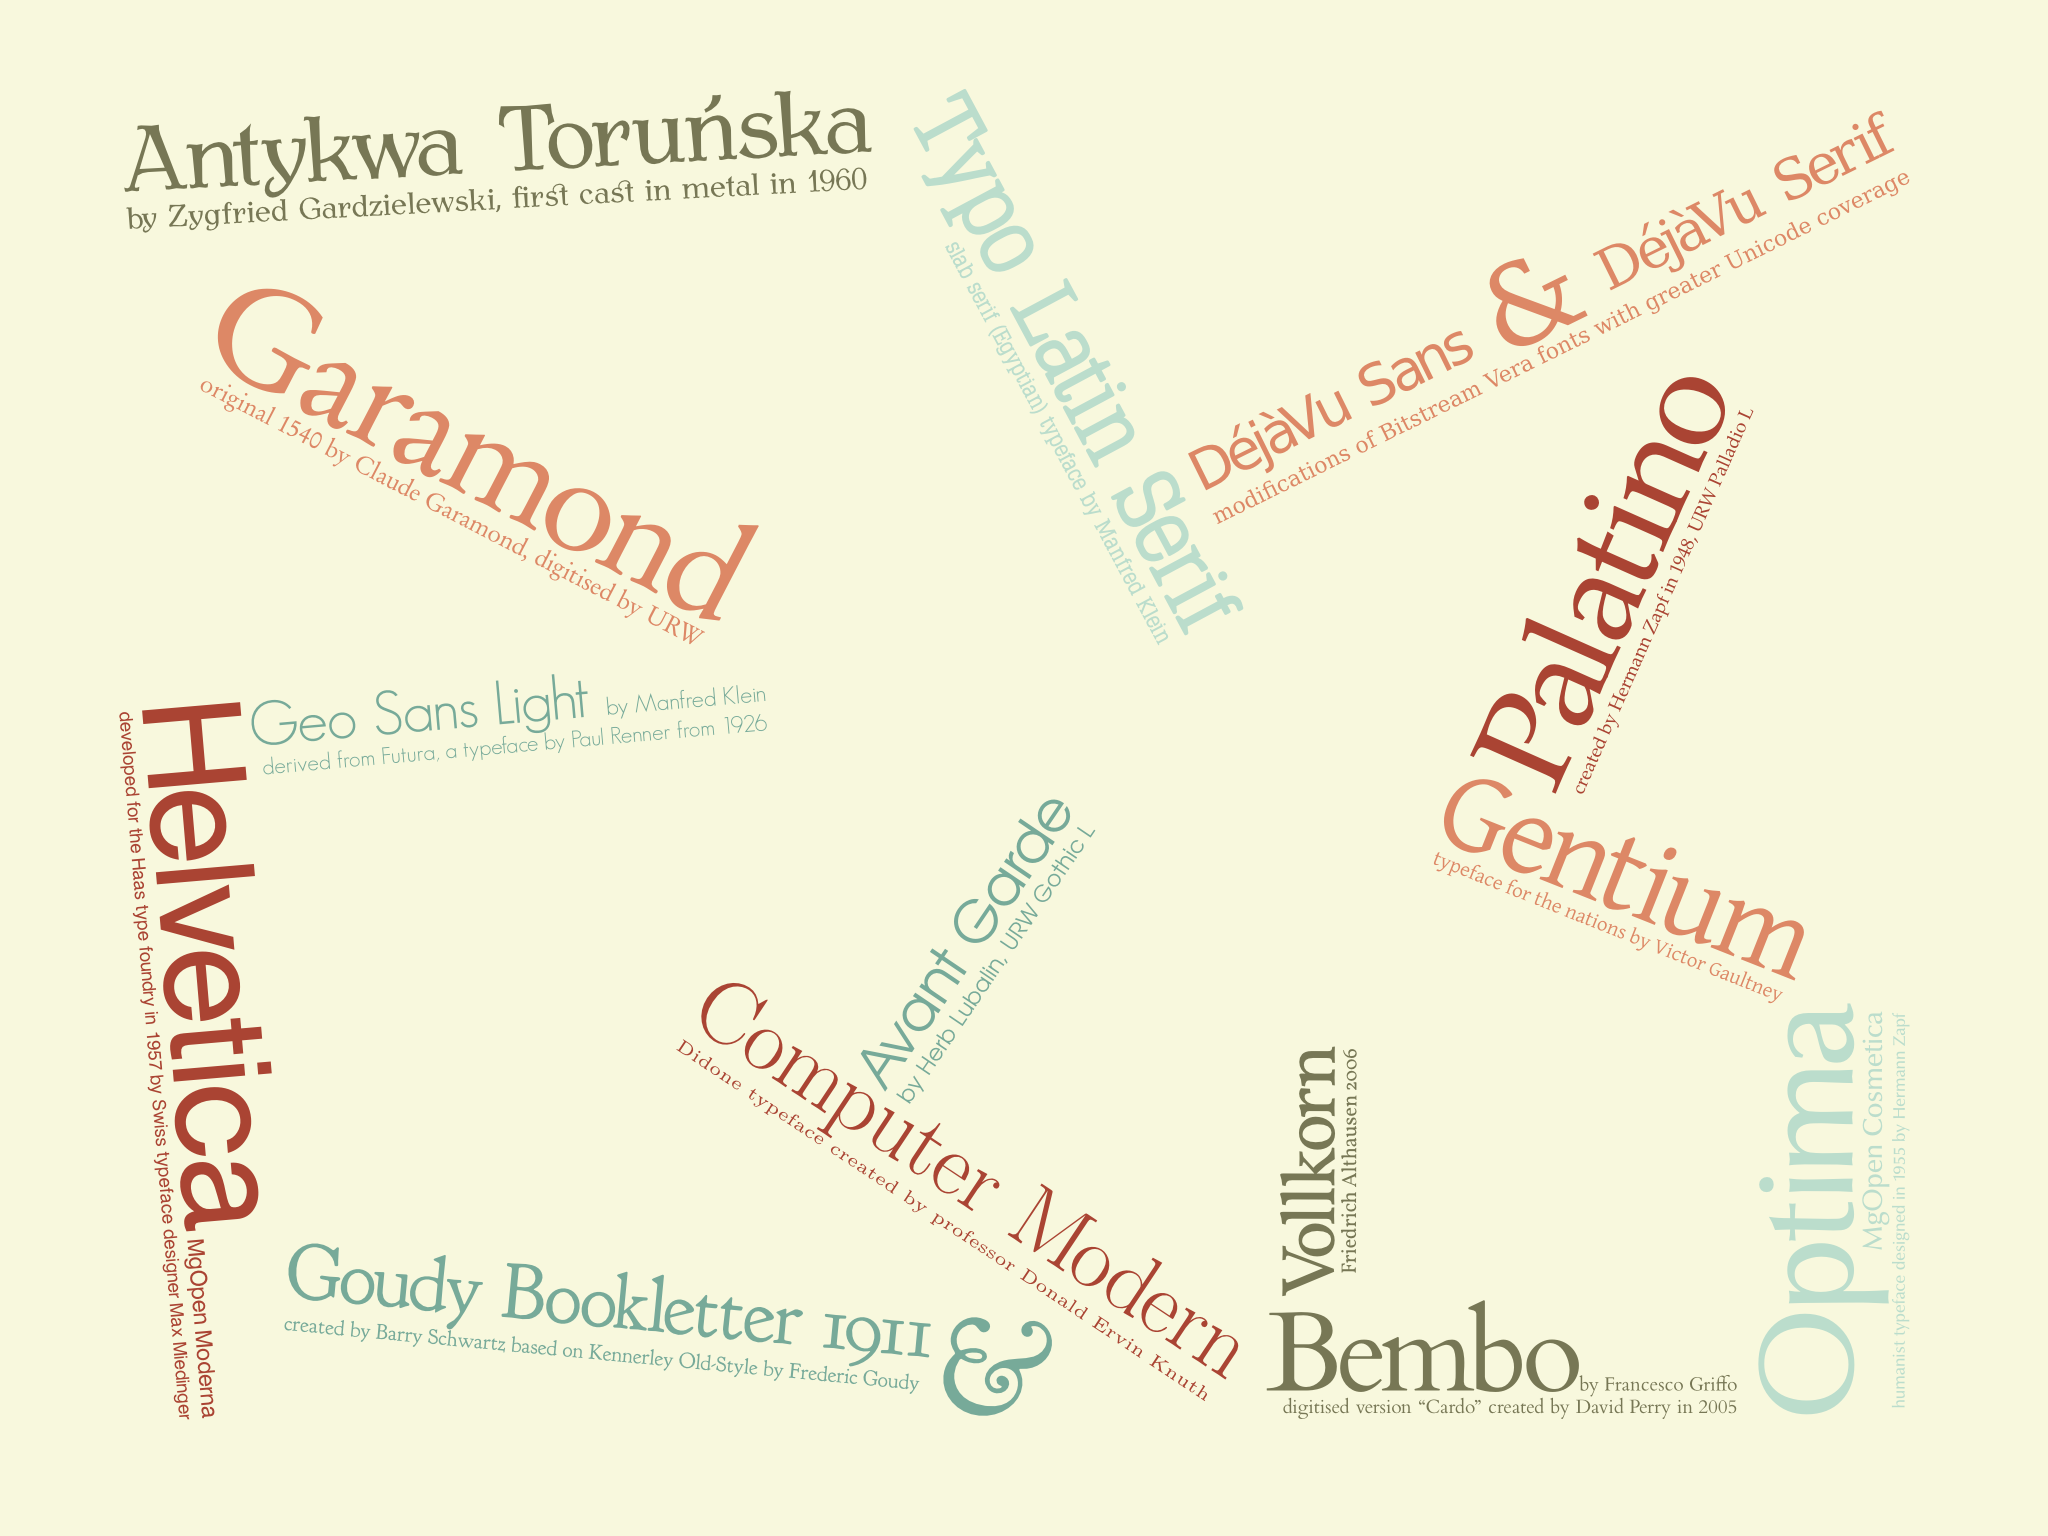 Antykwa Toruńska
by Zygfried Gardzielewski, first cast in metal in 1960
Typo Latin Serif
slab serif (Egyptian) typeface by Manfred Klein
DéjàVu Sans & DéjàVu Serif
modifications of Bitstream Vera fonts with greater Unicode coverage
Garamond
original 1540 by Claude Garamond, digitised by URW
Palatino
created by Hermann Zapf in 1948, URW Palladio L
Geo Sans Light by Manfred Klein
derived from Futura, a typeface by Paul Renner from 1926
Helvetica MgOpen Moderna
developed for the Haas type foundry in 1957 by Swiss typeface designer Max Miedinger
Avant Garde
by Herb Lubalin, URW Gothic L
Gentium
typeface for the nations by Victor Gaultney
Computer Modern
Didone typeface created by professor Donald Ervin Knuth
Vollkorn
Friedrich Althausen 2006
Optima
MgOpen Cosmetica
humanist typeface designed in 1955 by Hermann Zapf
Goudy Bookletter 1911 &
created by Barry Schwartz based on Kennerley Old-Style by Frederic Goudy
Bembo by Francesco Griffo
digitised version “Cardo” created by David Perry in 2005